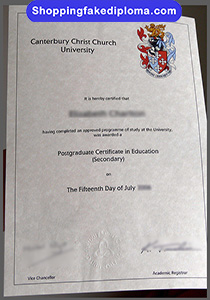 Shoppingfakediploma.com
Canterbury Christ Church
University
It is hereby certified that
having completed an approved programme of study at the University,
was awarded a
Postgraduate Certificate in Education
(Secondary)
on
The Fifteenth Day of July
Vice Chancellor
Academic Registrar